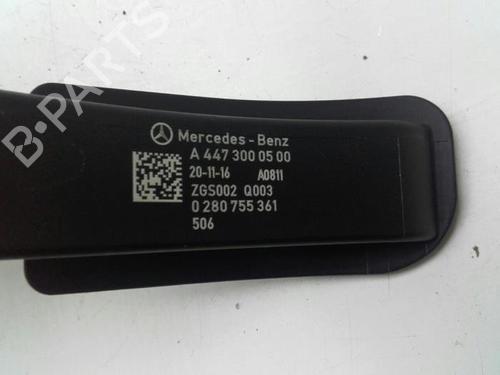 B-PARTS
Mercedes-Benz
A 447 300 05 00
20-11-16 A0811
ZGS002 Q003
0 280 755 361
506